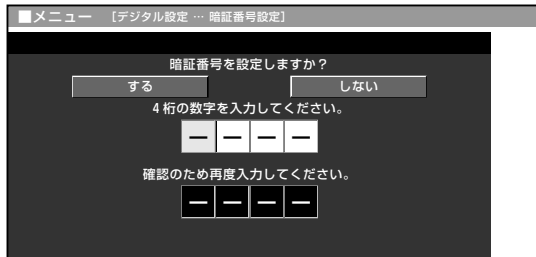 ■メニュー [デジタル設定 … 暗証番号設定]
暗証番号を設定しますか？
する しない
4桁の数字を入力してください。
－ － － －
確認のため再度入力してください。
－ － － －